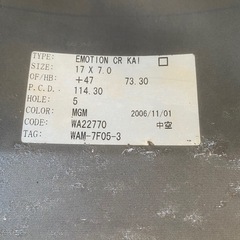 TYPE: EMOTION CR KAI
SIZE: 17 X 7.0
OF/HB: +47 73.30
P.C.D. 114.30
HOLE: 5
COLOR: MGM 2006/11/01
CODE: WA22770 中空
TAG: WAM-7F05-3